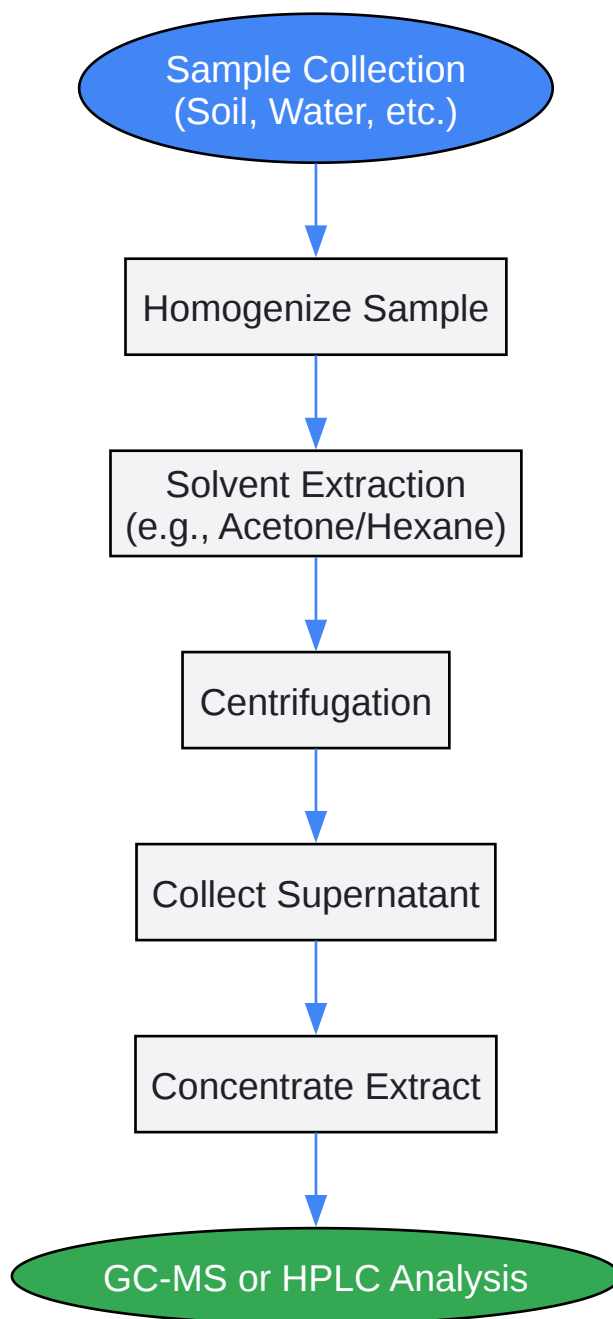 Sample Collection
(Soil, Water, etc.)
Homogenize Sample
Solvent Extraction
(e.g., Acetone/Hexane)
Centrifugation
Collect Supernatant
Concentrate Extract
GC-MS or HPLC Analysis